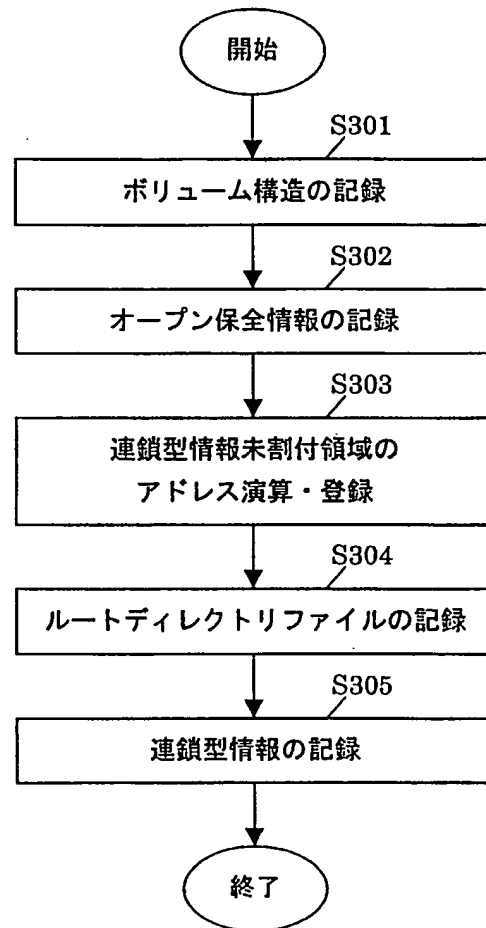 開始
S301
ボリューム構造の記録
S302
オープン保全情報の記録
S303
連鎖型情報未割付領域の
アドレス演算・登録
S304
ルートディレクトリファイルの記録
S305
連鎖型情報の記録
終了